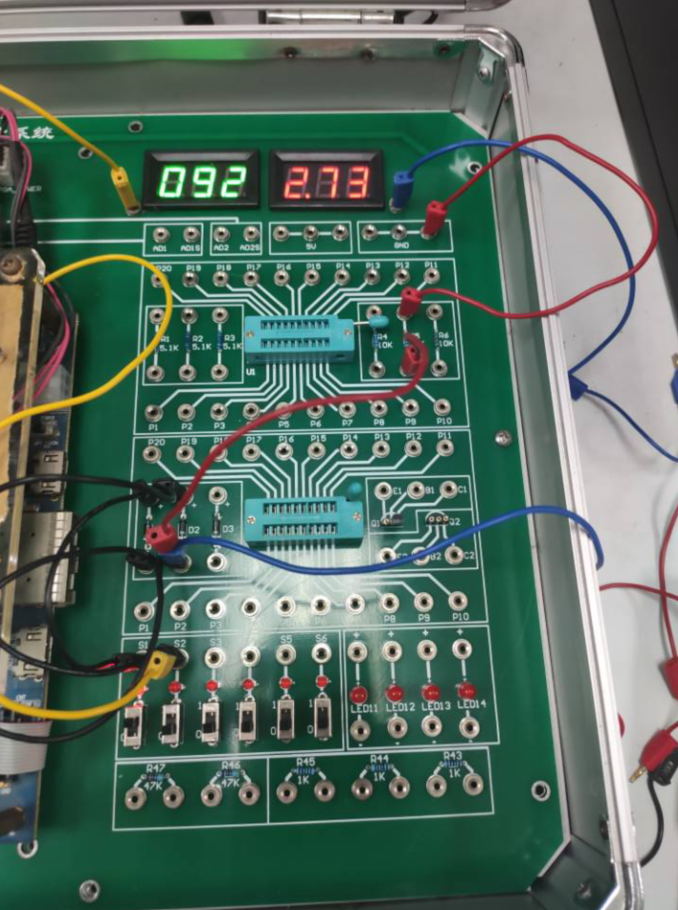 系统
092 2.73
AD1 AD1S AD2 AD2S 5V GND
P20 P19 P18 P17 P16 P15 P14 P13 P12 P11
R1 R2 R3 R4 R6
5.1K 5.1K 5.1K 10K 10K
U1
P1 P2 P3 P5 P6 P7 P8 P9 P10
P20 P19 P17 P16 P15 P14 P13 P12 P11
E1 B1 C1
D2 D3 Q1 Q2
B2 C2
P1 P2 P3 P8 P9 P10
S1 S2 S3 S5 S6
LED11 LED12 LED13 LED14
R47 R46 R45 R44 R43
47K 47K 1K 1K 1K